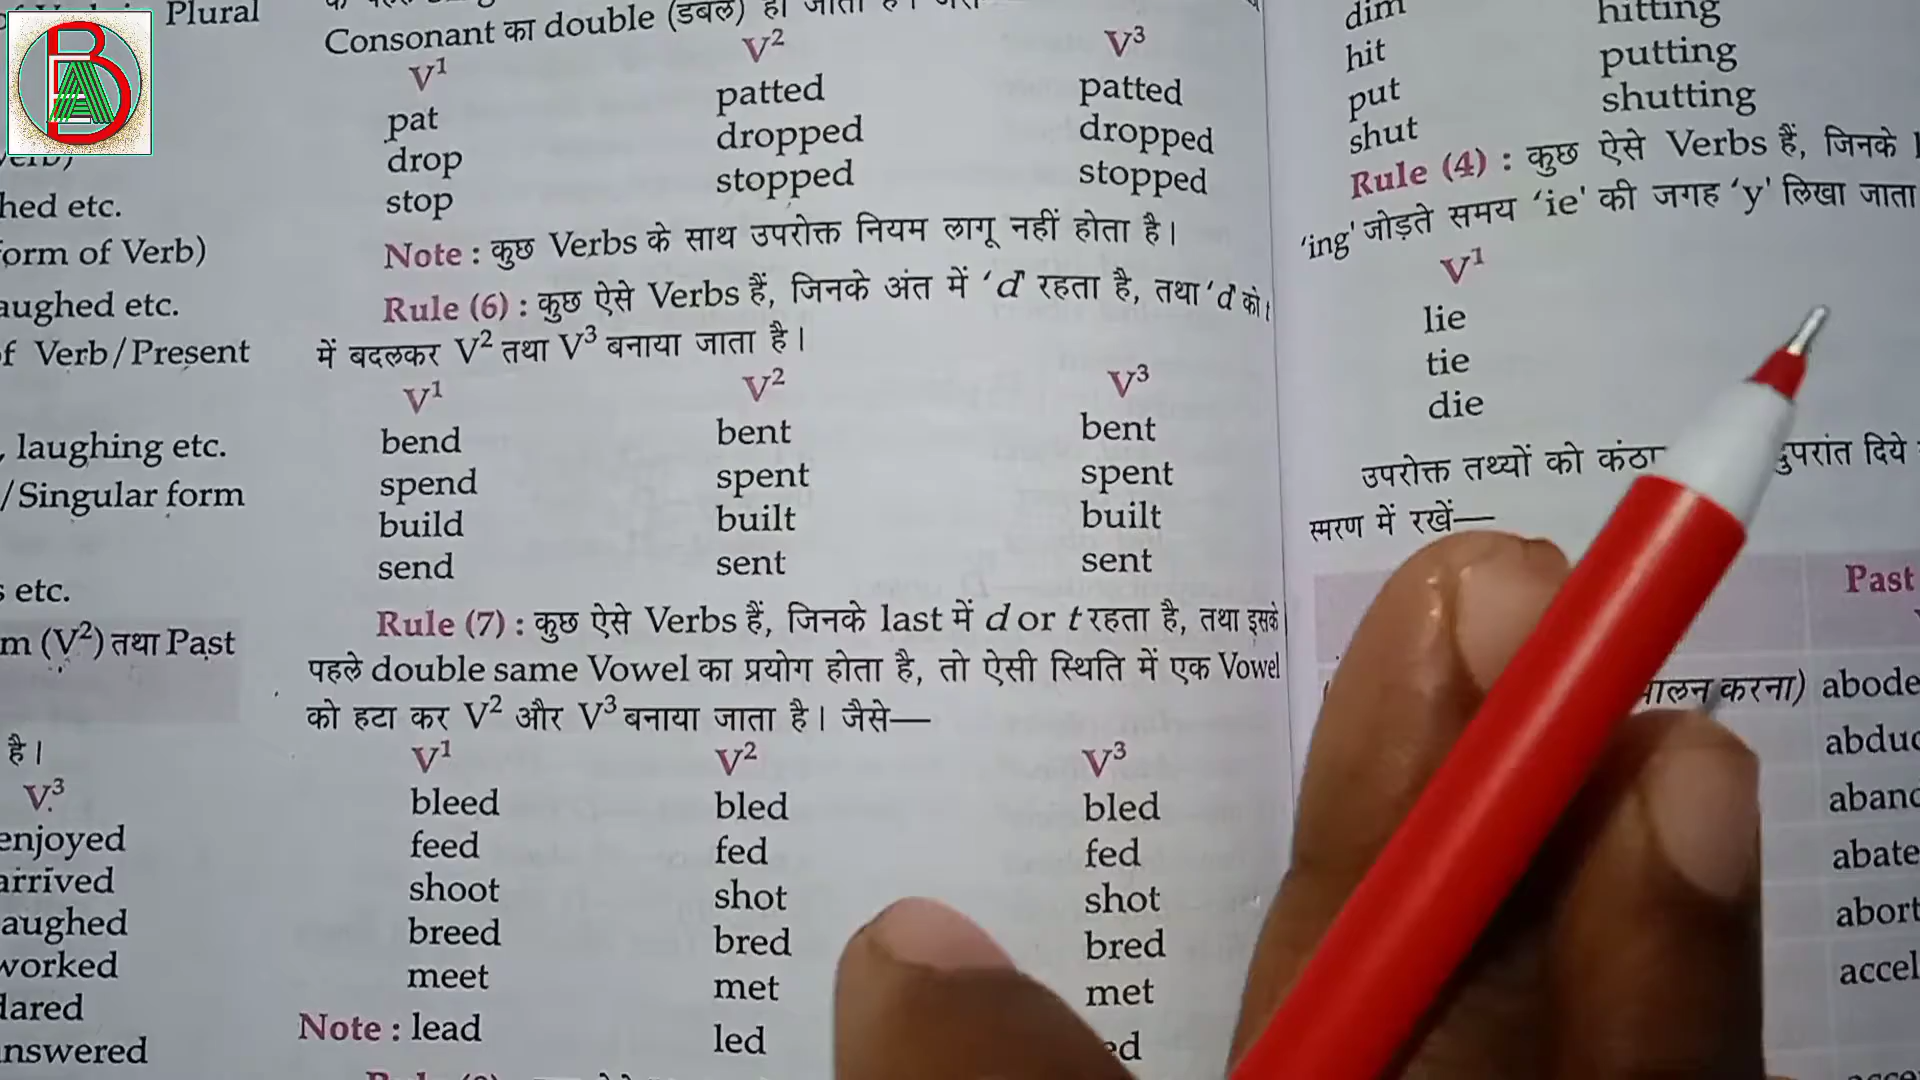 Plural
hed etc.
orm of Verb)
aughed etc.
f Verb/Present
, laughing etc.
/Singular form
s etc.
m (V²) तथा Past
है।
V.³
enjoyed
arrived
aughed
worked
dared
nswered
Consonant का double (डबल) हो जाता है।
V¹ V² V³
pat patted patted
drop dropped dropped
stop stopped stopped
Note : कुछ Verbs के साथ उपरोक्त नियम लागू नहीं होता है।
Rule (6) : कुछ ऐसे Verbs हैं, जिनके अंत में ‘d’ रहता है, तथा ‘d’ को t
में बदलकर V² तथा V³ बनाया जाता है।
V¹ V² V³
bend bent bent
spend spent spent
build built built
send sent sent
Rule (7) : कुछ ऐसे Verbs हैं, जिनके last में d or t रहता है, तथा इसके
पहले double same Vowel का प्रयोग होता है, तो ऐसी स्थिति में एक Vowel
को हटा कर V² और V³ बनाया जाता है। जैसे—
V¹ V² V³
bleed bled bled
feed fed fed
shoot shot shot
breed bred bred
meet met met
Note : lead led ed
dim hitting
hit putting
put shutting
shut
Rule (4) : कुछ ऐसे Verbs हैं, जिनके
‘ing’ जोड़ते समय ‘ie’ की जगह ‘y’ लिखा जाता
V¹
lie
tie
die
उपरोक्त तथ्यों को कंठा दुपरांत दिये
स्मरण में रखें—
Past
पालन करना) abode
abduc
aband
abate
abort
accel